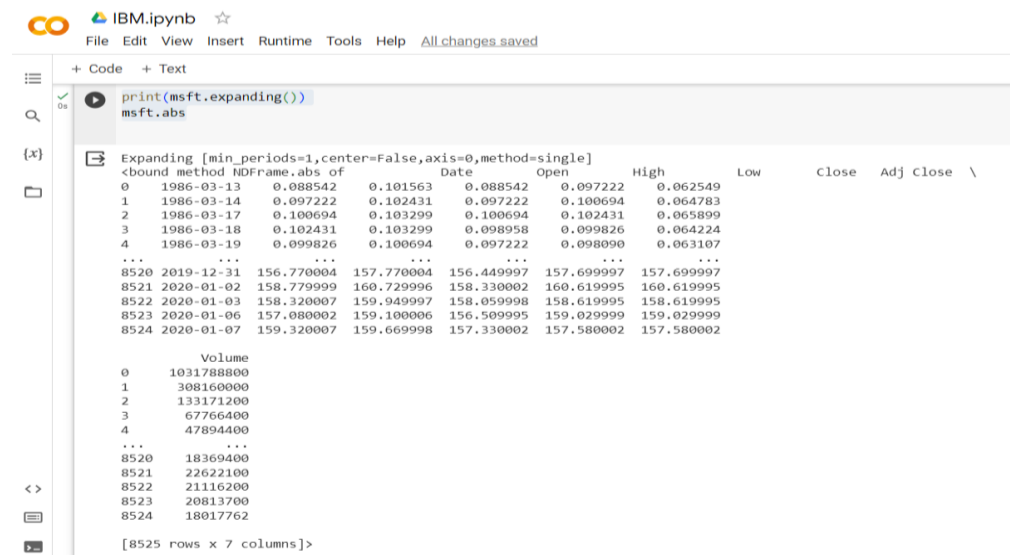 IBM.ipynb
File Edit View Insert Runtime Tools Help All changes saved
+ Code + Text
0s
print(msft.expanding())
msft.abs
{x}
Expanding [min_periods=1,center=False,axis=0,method=single]
<bound method NDFrame.abs of Date Open High Low Close Adj Close \
0 1986-03-13 0.088542 0.101563 0.088542 0.097222 0.062549
1 1986-03-14 0.097222 0.102431 0.097222 0.100694 0.064783
2 1986-03-17 0.100694 0.103299 0.100694 0.102431 0.065899
3 1986-03-18 0.102431 0.103299 0.098958 0.099826 0.064224
4 1986-03-19 0.099826 0.100694 0.097222 0.098090 0.063107
... ... ... ... ... ... ...
8520 2019-12-31 156.770004 157.770004 156.449997 157.699997 157.699997
8521 2020-01-02 158.779999 160.729996 158.330002 160.619995 160.619995
8522 2020-01-03 158.320007 159.949997 158.059998 158.619995 158.619995
8523 2020-01-06 157.080002 159.100006 156.509995 159.029999 159.029999
8524 2020-01-07 159.320007 159.669998 157.330002 157.580002 157.580002
Volume
0 1031788800
1 308160000
2 133171200
3 67766400
4 47894400
... ...
8520 18369400
8521 22622100
8522 21116200
8523 20813700
8524 18017762
[8525 rows x 7 columns]>